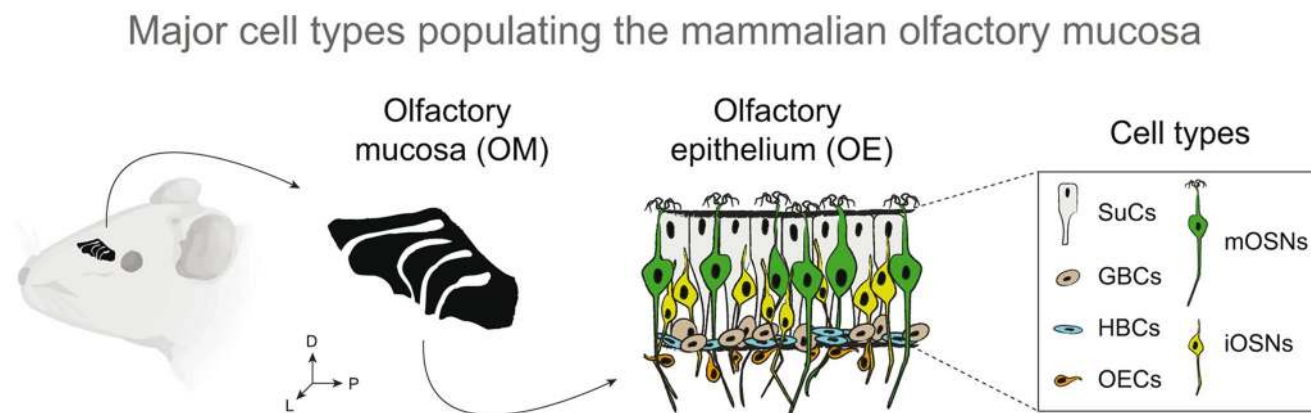 Major cell types populating the mammalian olfactory mucosa
Olfactory
mucosa (OM)
Olfactory
epithelium (OE)
Cell types
SuCs
GBCs
HBCs
OECs
mOSNs
iOSNs
D
P
L